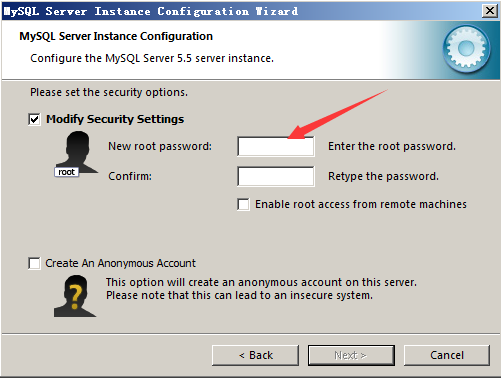 MySQL Server Instance Configuration Wizard
MySQL Server Instance Configuration
Configure the MySQL Server 5.5 server instance.
Please set the security options.
Modify Security Settings
New root password: Enter the root password.
root
Confirm: Retype the password.
Enable root access from remote machines
Create An Anonymous Account
This option will create an anonymous account on this server.
Please note that this can lead to an insecure system.
< Back Next > Cancel